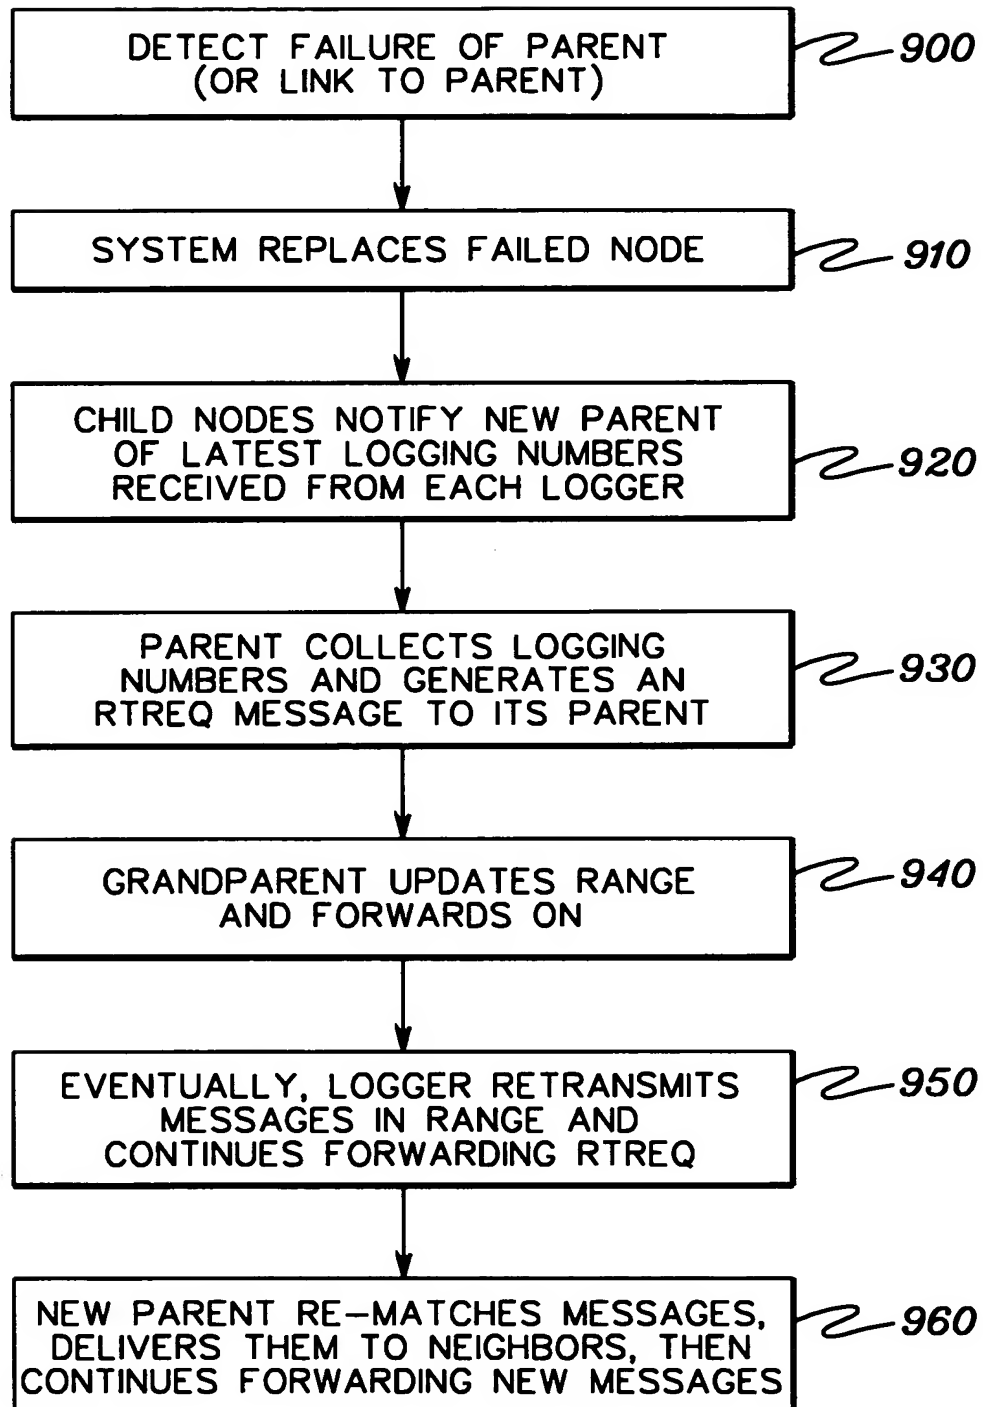 DETECT FAILURE OF PARENT
(OR LINK TO PARENT)
900
SYSTEM REPLACES FAILED NODE
910
CHILD NODES NOTIFY NEW PARENT
OF LATEST LOGGING NUMBERS
RECEIVED FROM EACH LOGGER
920
PARENT COLLECTS LOGGING
NUMBERS AND GENERATES AN
RTREQ MESSAGE TO ITS PARENT
930
GRANDPARENT UPDATES RANGE
AND FORWARDS ON
940
EVENTUALLY, LOGGER RETRANSMITS
MESSAGES IN RANGE AND
CONTINUES FORWARDING RTREQ
950
NEW PARENT RE-MATCHES MESSAGES,
DELIVERS THEM TO NEIGHBORS, THEN
CONTINUES FORWARDING NEW MESSAGES
960